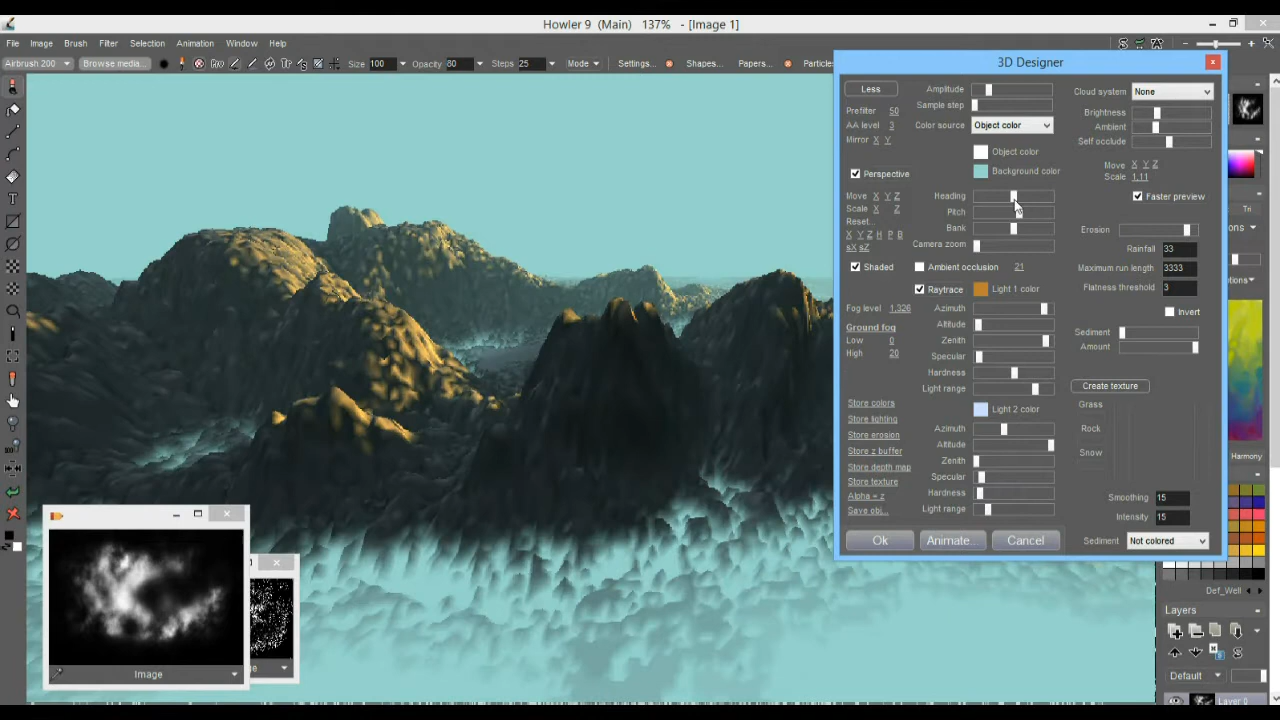 Howler 9 (Main) 137% - [Image 1]
File Image Brush Filter Selection Animation Window Help
Airbrush 200 Browse media... Size 100 Opacity 80 Steps 25 Mode Settings... Shapes... Papers... Particles
3D Designer
Less
Prefilter 50
AA level 3
Mirror X Y
Perspective
Move X Y Z
Scale X Z
Reset...
X Y Z H P B
sX sZ
Shaded
Fog level 1,326
Ground fog
Low 0
High 20
Store colors
Store lighting
Store erosion
Store z buffer
Store depth map
Store texture
Alpha = z
Save obj...
Amplitude
Sample step
Color source Object color
Object color
Background color
Heading
Pitch
Bank
Camera zoom
Ambient occlusion 21
Raytrace Light 1 color
Azimuth
Altitude
Zenith
Specular
Hardness
Light range
Light 2 color
Azimuth
Altitude
Zenith
Specular
Hardness
Light range
Ok Animate... Cancel
Cloud system None
Brightness
Ambient
Self occlude
Move X Y Z
Scale 1,11
Faster preview
Erosion
Rainfall 33
Maximum run length 3333
Flatness threshold 3
Invert
Sediment
Amount
Create texture
Grass
Rock
Snow
Smoothing 15
Intensity 15
Sediment Not colored
Tri
Harmony
Def_Well
Layers
Default
Layer 0
Image